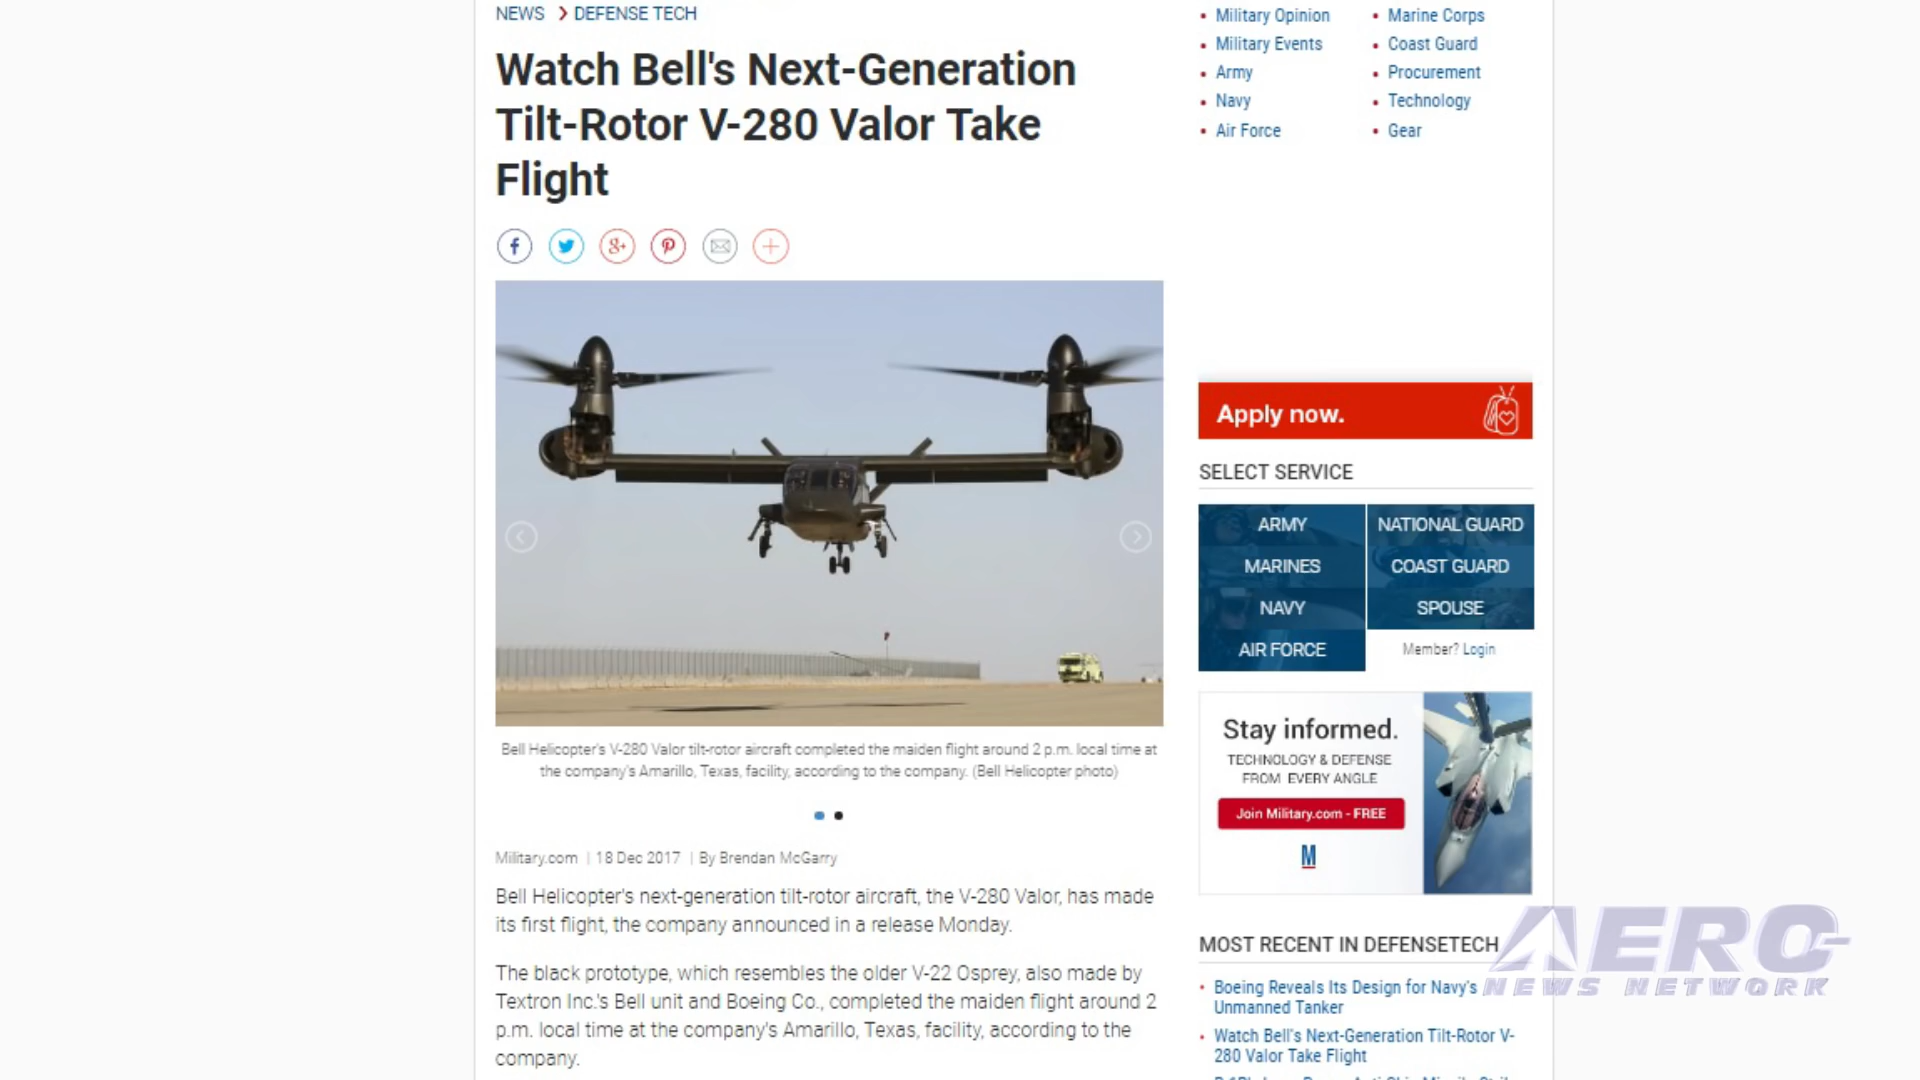 NEWS > DEFENSE TECH
Watch Bell's Next-Generation
Tilt-Rotor V-280 Valor Take
Flight
Bell Helicopter's V-280 Valor tilt-rotor aircraft completed the maiden flight around 2 p.m. local time at
the company's Amarillo, Texas, facility, according to the company. (Bell Helicopter photo)
Military.com | 18 Dec 2017 | By Brendan McGarry
Bell Helicopter's next-generation tilt-rotor aircraft, the V-280 Valor, has made
its first flight, the company announced in a release Monday.
The black prototype, which resembles the older V-22 Osprey, also made by
Textron Inc.'s Bell unit and Boeing Co., completed the maiden flight around 2
p.m. local time at the company's Amarillo, Texas, facility, according to the
company.
Military Opinion
Military Events
Army
Navy
Air Force
Marine Corps
Coast Guard
Procurement
Technology
Gear
Apply now.
SELECT SERVICE
ARMY
MARINES
NAVY
AIR FORCE
NATIONAL GUARD
COAST GUARD
SPOUSE
Member? Login
Stay informed.
TECHNOLOGY & DEFENSE
FROM EVERY ANGLE
Join Military.com - FREE
M
MOST RECENT IN DEFENSETECH
Boeing Reveals Its Design for Navy's
Unmanned Tanker
Watch Bell's Next-Generation Tilt-Rotor V-
280 Valor Take Flight
AERO
NEWS NETWORK